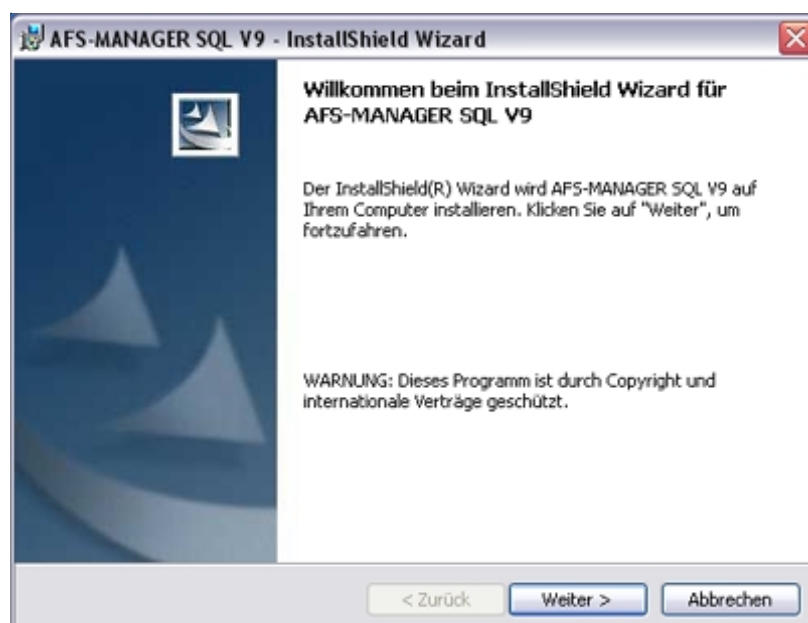 AFS-MANAGER SQL V9 - InstallShield Wizard
Willkommen beim InstallShield Wizard für
AFS-MANAGER SQL V9
Der InstallShield(R) Wizard wird AFS-MANAGER SQL V9 auf
Ihrem Computer installieren. Klicken Sie auf "Weiter", um
fortzufahren.
WARNUNG: Dieses Programm ist durch Copyright und
internationale Verträge geschützt.
< Zurück
Weiter >
Abbrechen